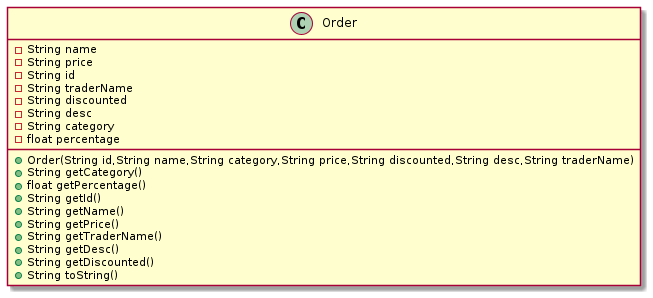 C Order
String name
String price
String id
String traderName
String discounted
String desc
String category
float percentage
Order(String id,String name,String category,String price,String discounted,String desc,String traderName)
String getCategory()
float getPercentage()
String getId()
String getName()
String getPrice()
String getTraderName()
String getDesc()
String getDiscounted()
String toString()